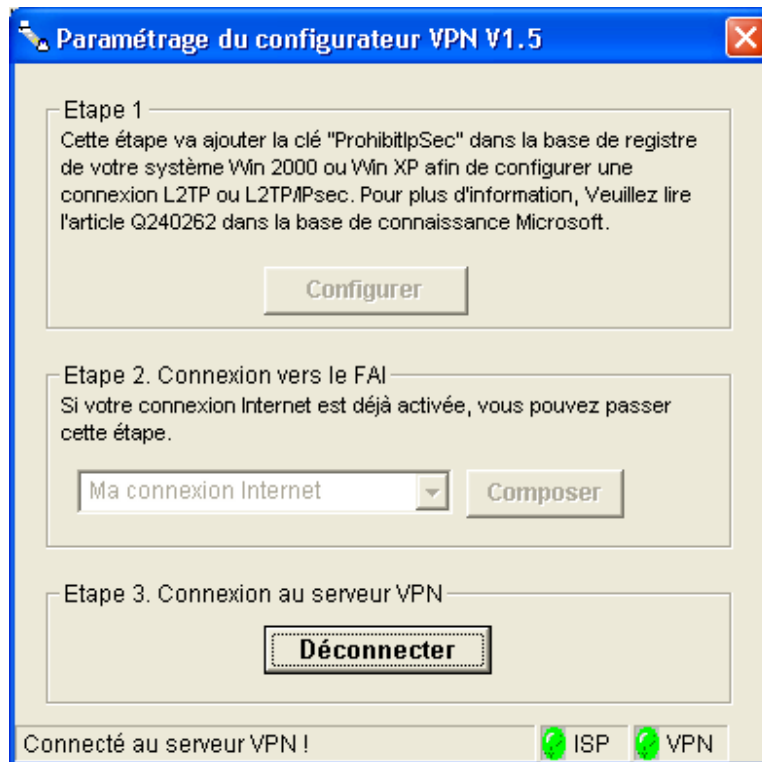 Paramétrage du configurateur VPN V1.5
Etape 1
Cette étape va ajouter la clé "ProhibitIpSec" dans la base de registre
de votre système Win 2000 ou Win XP afin de configurer une
connexion L2TP ou L2TP/IPsec. Pour plus d'information, Veuillez lire
l'article Q240262 dans la base de connaissance Microsoft.
Configurer
Etape 2. Connexion vers le FAI
Si votre connexion Internet est déjà activée, vous pouvez passer
cette étape.
Ma connexion Internet
Composer
Etape 3. Connexion au serveur VPN
Déconnecter
Connecté au serveur VPN !
ISP
VPN